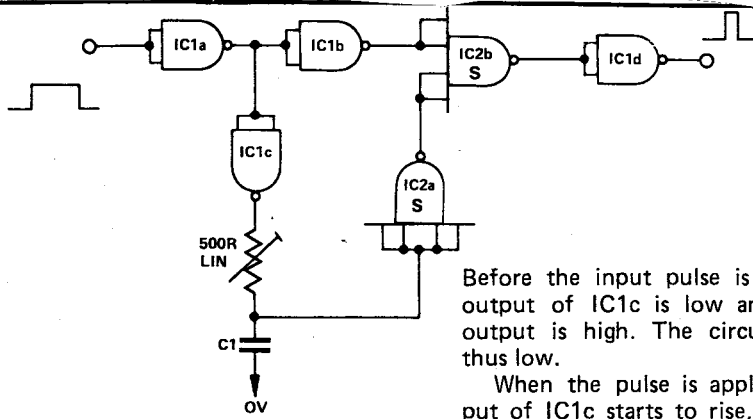 IC1a
IC1b
IC2b
S
IC1d
IC1c
IC2a
S
500R
LIN
C1
0V
Before the input pulse is
output of IC1c is low an
output is high. The circu
thus low.
When the pulse is appl
put of IC1c starts to rise.